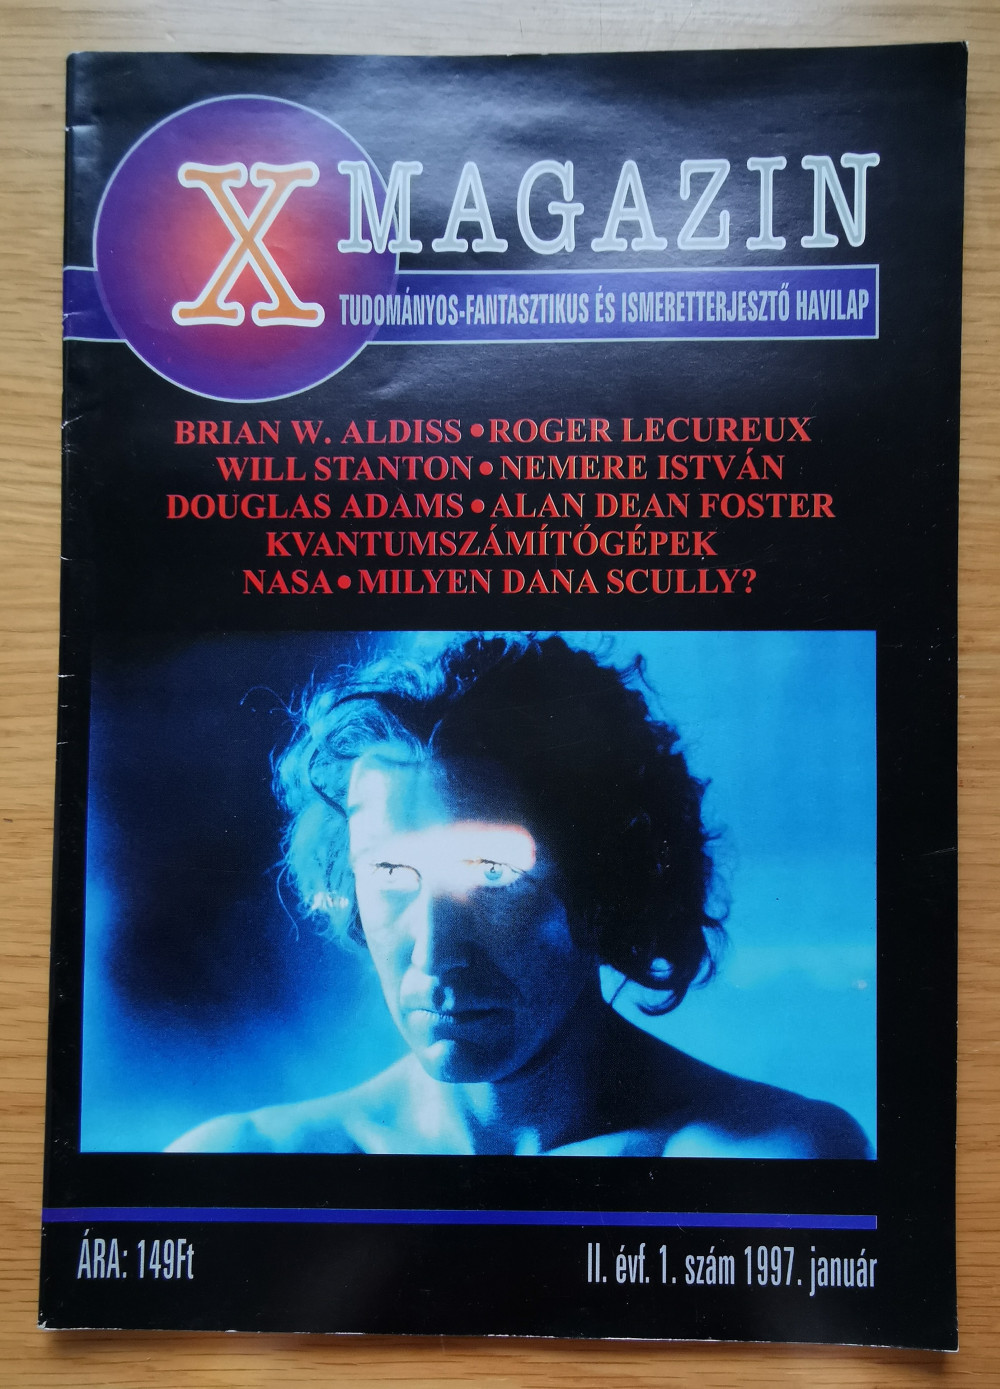 X MAGAZIN
TUDOMÁNYOS-FANTASZTIKUS ÉS ISMERETTERJESZTŐ HAVILAP
BRIAN W. ALDISS • ROGER LECUREUX
WILL STANTON • NEMERE ISTVÁN
DOUGLAS ADAMS • ALAN DEAN FOSTER
KVANTUMSZÁMÍTÓGÉPEK
NASA • MILYEN DANA SCULLY?
ÁRA: 149Ft
II. évf. 1. szám 1997. január